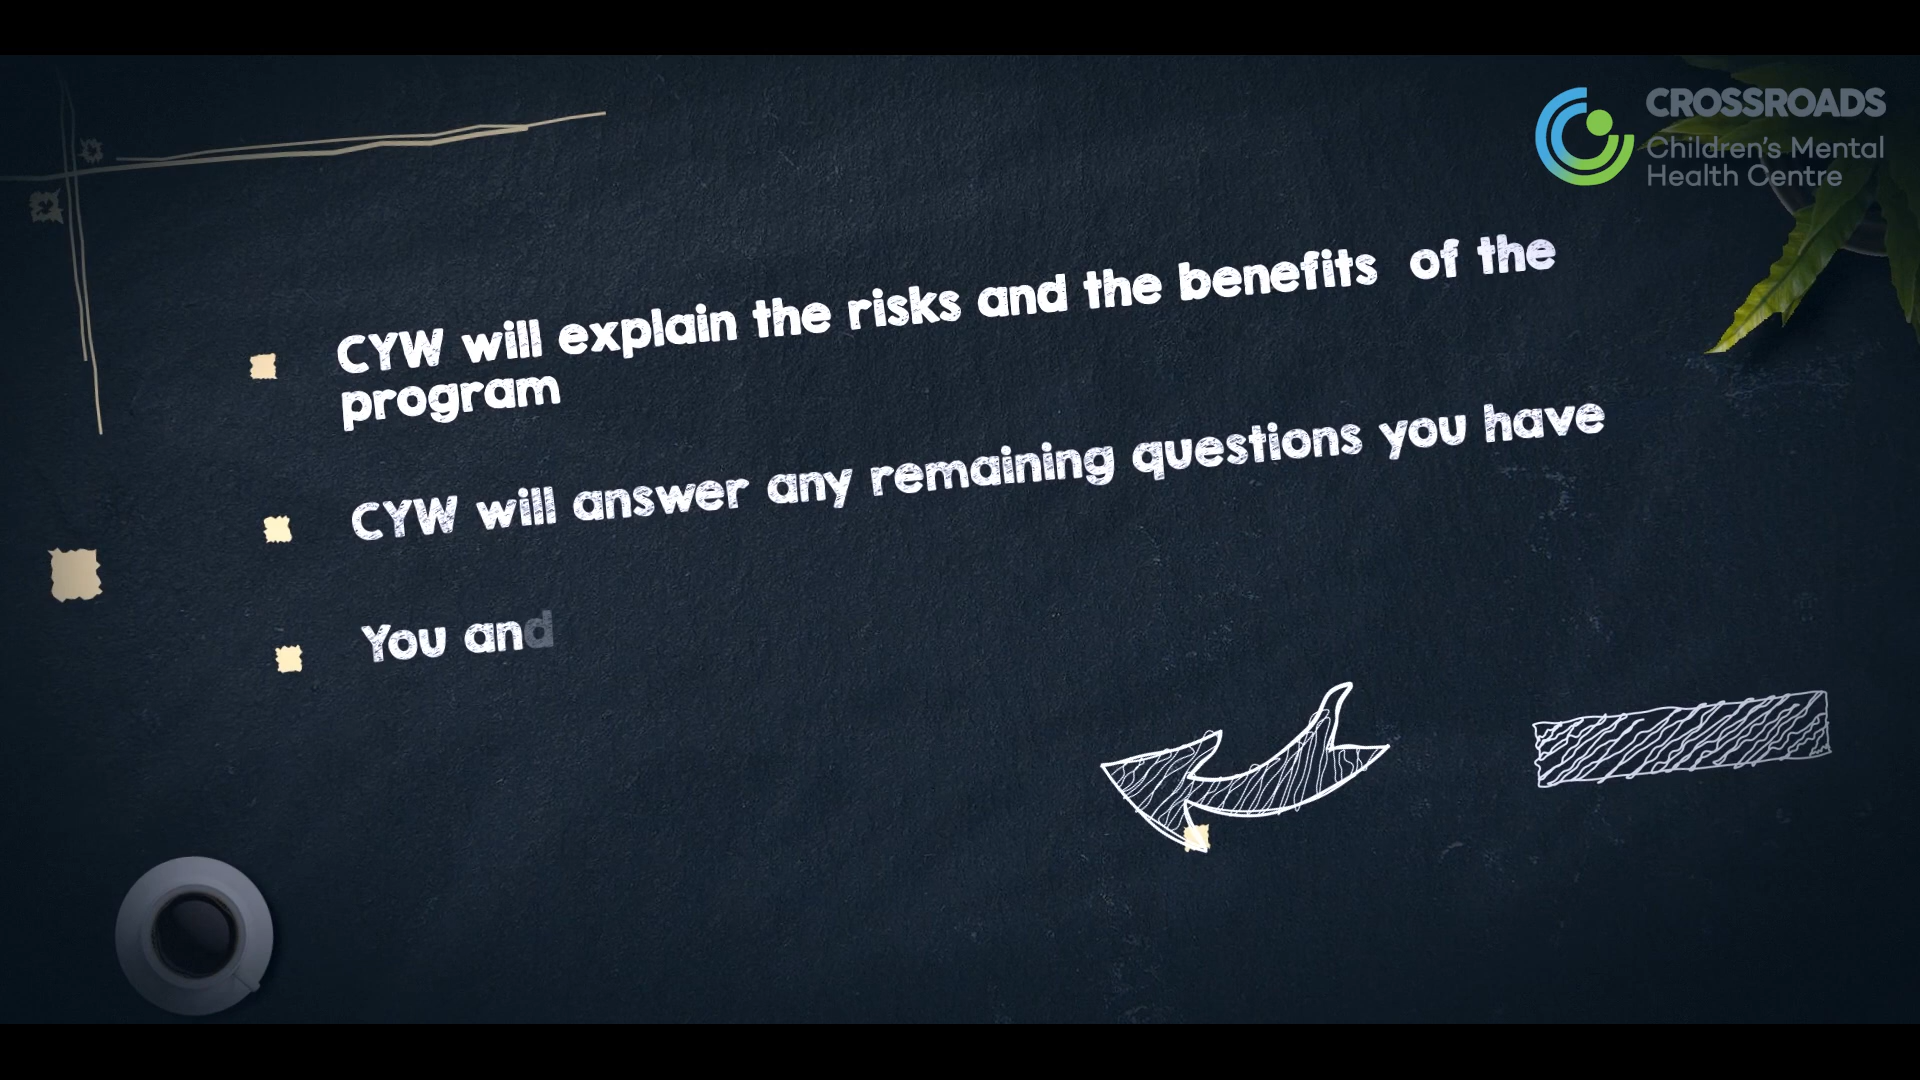 CROSSROADS
Children's Mental
Health Centre
CYW will explain the risks and the benefits of the
program
CYW will answer any remaining questions you have
You and